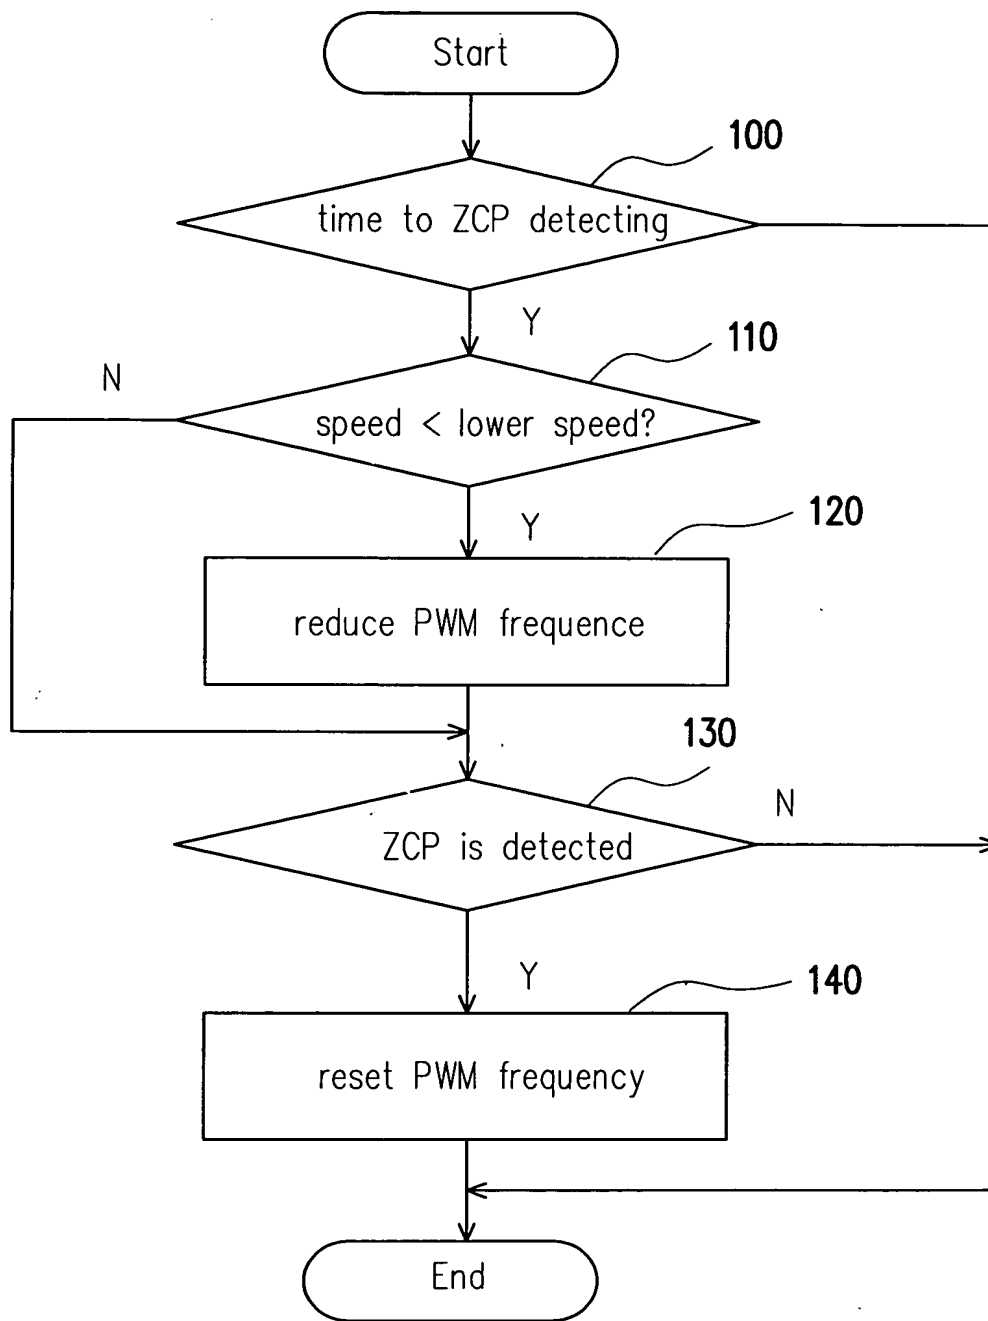 Start
100
time to ZCP detecting
Y
110
N
speed < lower speed?
Y
120
reduce PWM frequence
130
N
ZCP is detected
Y
140
reset PWM frequency
End